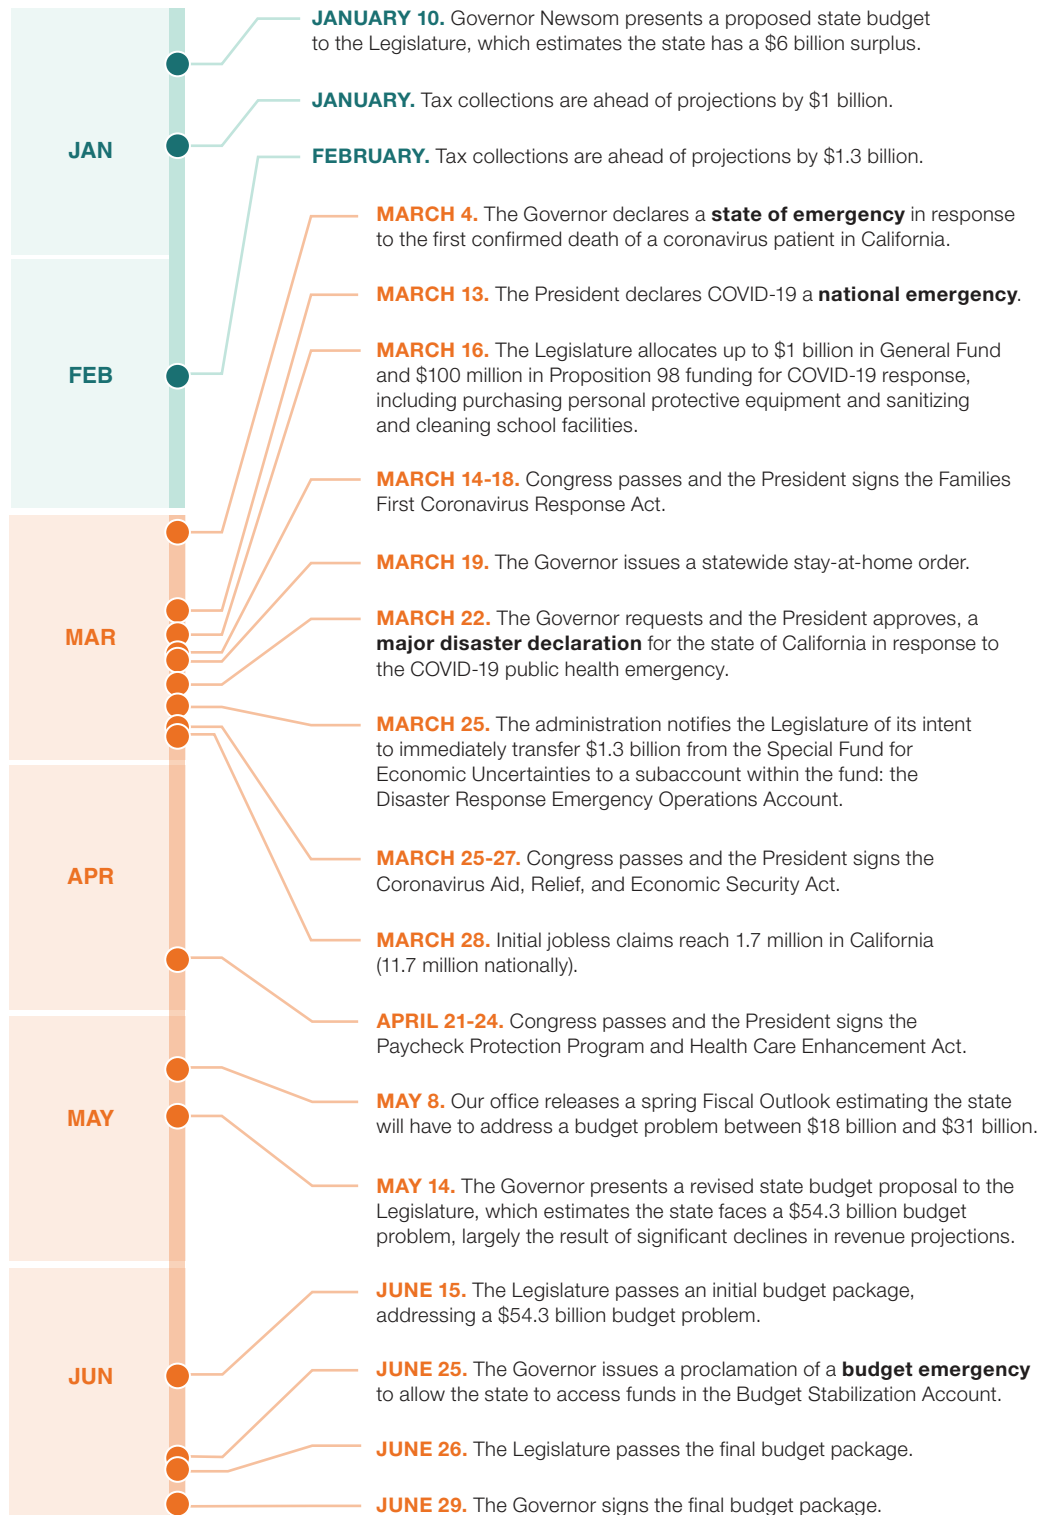 JANUARY 10. Governor Newsom presents a proposed state budget
to the Legislature, which estimates the state has a $6 billion surplus.
JANUARY. Tax collections are ahead of projections by $1 billion.
JAN
FEBRUARY. Tax collections are ahead of projections by $1.3 billion.
MARCH 4. The Governor declares a state of emergency in response
to the first confirmed death of a coronavirus patient in California.
MARCH 13. The President declares COVID-19 a national emergency.
FEB
MARCH 16. The Legislature allocates up to $1 billion in General Fund
and $100 million in Proposition 98 funding for COVID-19 response,
including purchasing personal protective equipment and sanitizing
and cleaning school facilities.
MARCH 14-18. Congress passes and the President signs the Families
First Coronavirus Response Act.
MARCH 19. The Governor issues a statewide stay-at-home order.
MAR
MARCH 22. The Governor requests and the President approves, a
major disaster declaration for the state of California in response to
the COVID-19 public health emergency.
MARCH 25. The administration notifies the Legislature of its intent
to immediately transfer $1.3 billion from the Special Fund for
Economic Uncertainties to a subaccount within the fund: the
Disaster Response Emergency Operations Account.
APR
MARCH 25-27. Congress passes and the President signs the
Coronavirus Aid, Relief, and Economic Security Act.
MARCH 28. Initial jobless claims reach 1.7 million in California
(11.7 million nationally).
APRIL 21-24. Congress passes and the President signs the
Paycheck Protection Program and Health Care Enhancement Act.
MAY
MAY 8. Our office releases a spring Fiscal Outlook estimating the state
will have to address a budget problem between $18 billion and $31 billion.
MAY 14. The Governor presents a revised state budget proposal to the
Legislature, which estimates the state faces a $54.3 billion budget
problem, largely the result of significant declines in revenue projections.
JUNE 15. The Legislature passes an initial budget package,
addressing a $54.3 billion budget problem.
JUN
JUNE 25. The Governor issues a proclamation of a budget emergency
to allow the state to access funds in the Budget Stabilization Account.
JUNE 26. The Legislature passes the final budget package.
JUNE 29. The Governor signs the final budget package.